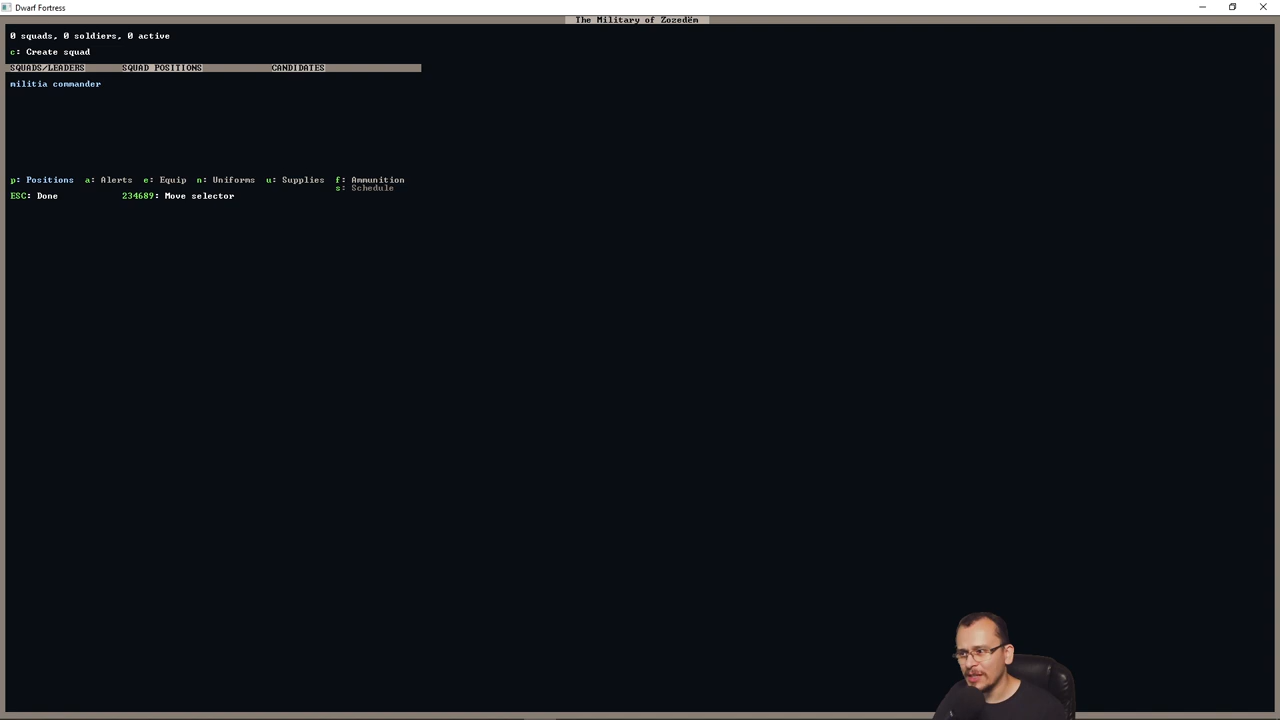 Dwarf Fortress
The Military of Zozedëm
0 squads, 0 soldiers, 0 active
c: Create squad
SQUADS/LEADERS SQUAD POSITIONS CANDIDATES
militia commander
p: Positions a: Alerts e: Equip n: Uniforms u: Supplies f: Ammunition
s: Schedule
ESC: Done 234689: Move selector